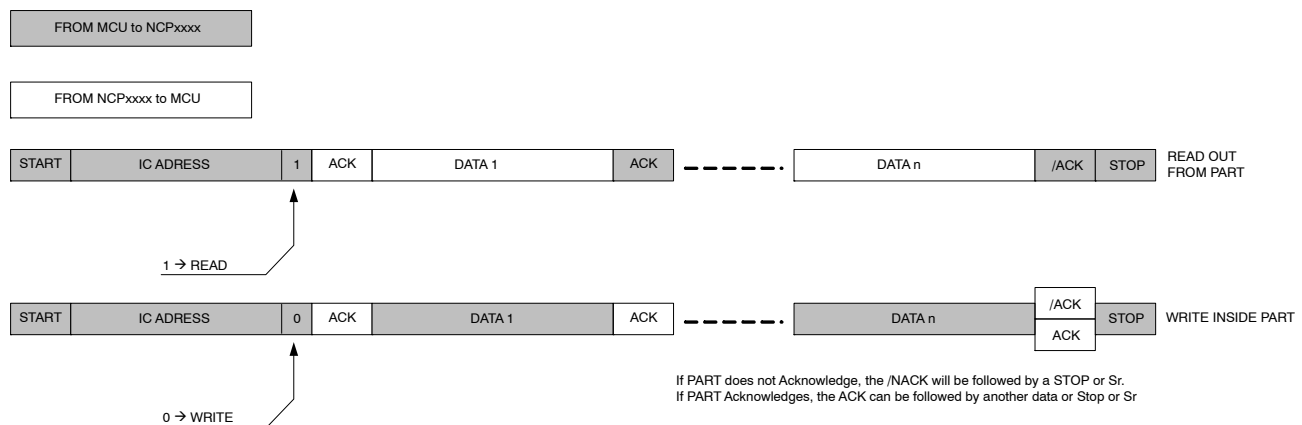 FROM MCU to NCPxxxx
FROM NCPxxxx to MCU
START IC ADRESS 1 ACK DATA 1 ACK DATA n /ACK STOP READ OUT
FROM PART
1 → READ
START IC ADRESS 0 ACK DATA 1 ACK DATA n /ACK STOP WRITE INSIDE PART
ACK
If PART does not Acknowledge, the /NACK will be followed by a STOP or Sr.
If PART Acknowledges, the ACK can be followed by another data or Stop or Sr
0 → WRITE